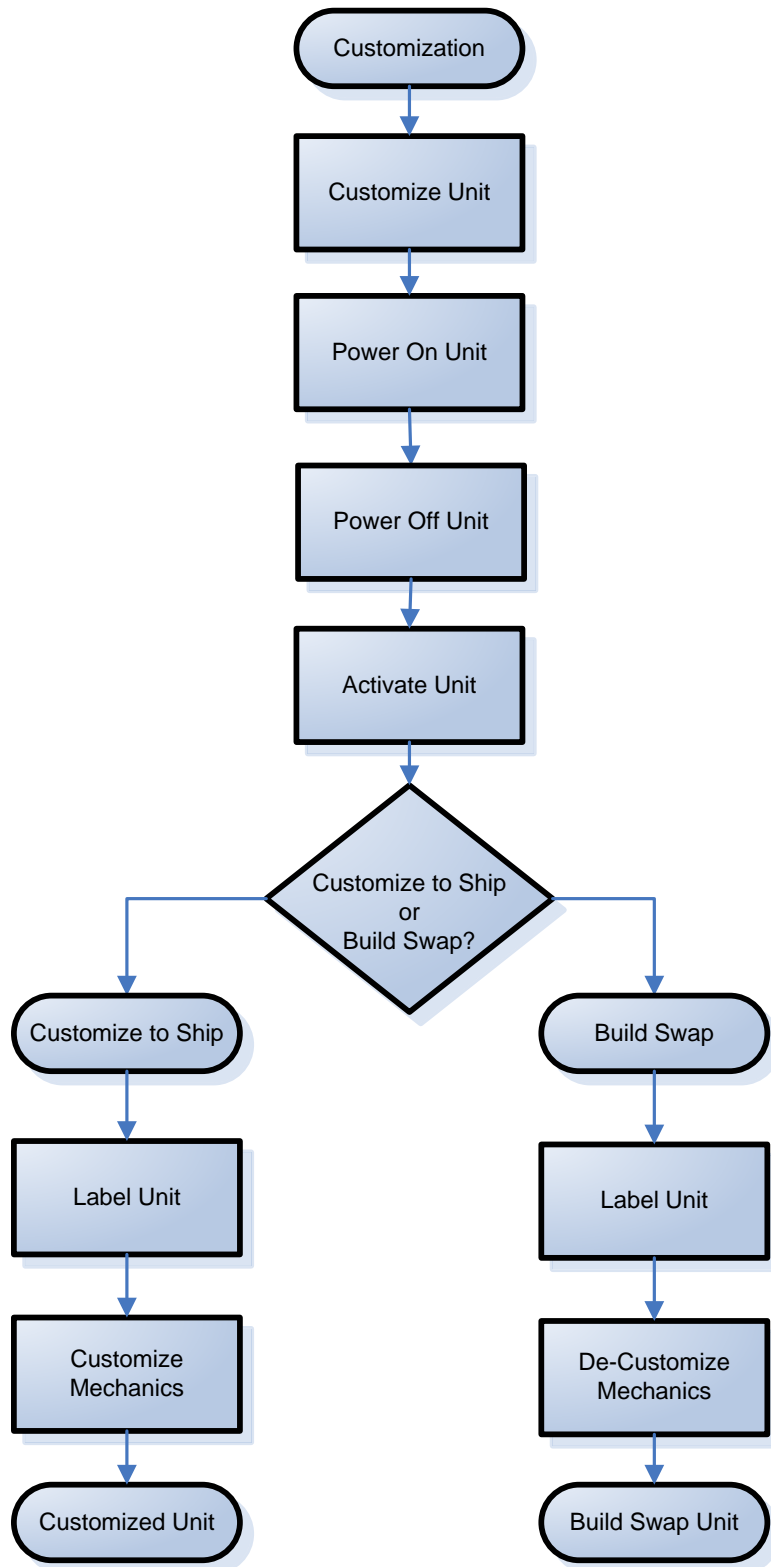 Customization
Customize Unit
Power On Unit
Power Off Unit
Activate Unit
Customize to Ship
or
Build Swap?
Customize to Ship
Build Swap
Label Unit
Label Unit
Customize
Mechanics
De-Customize
Mechanics
Customized Unit
Build Swap Unit